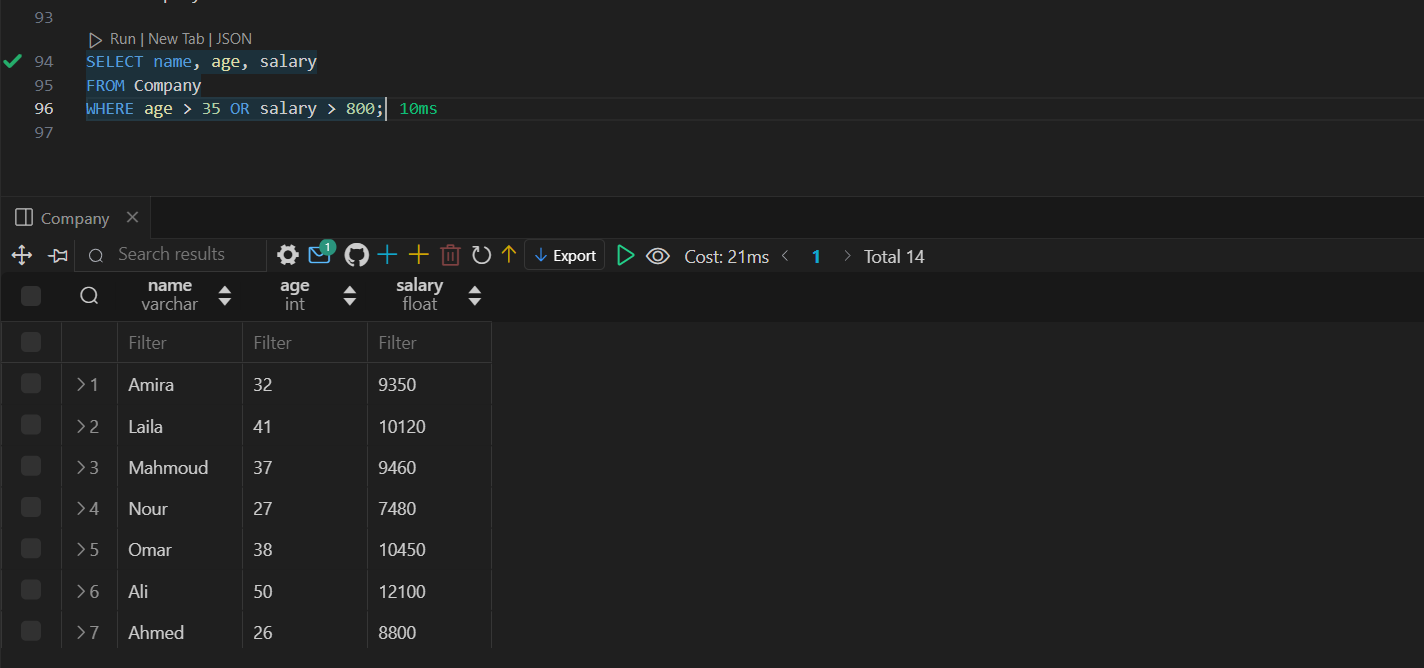 93
Run | New Tab | JSON
94 SELECT name, age, salary
95 FROM Company
96 WHERE age > 35 OR salary > 800; 10ms
97
Company
Search results 1 Export Cost: 21ms 1 Total 14
name age salary
varchar int float
Filter Filter Filter
1 Amira 32 9350
2 Laila 41 10120
3 Mahmoud 37 9460
4 Nour 27 7480
5 Omar 38 10450
6 Ali 50 12100
7 Ahmed 26 8800